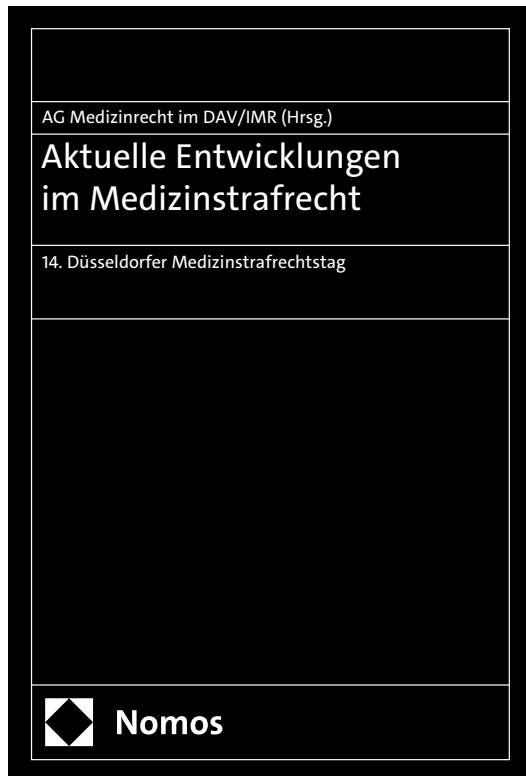 AG Medizinrecht im DAV/IMR (Hrsg.)
Aktuelle Entwicklungen
im Medizinstrafrecht
14. Düsseldorfer Medizinstrafrechtstag
Nomos